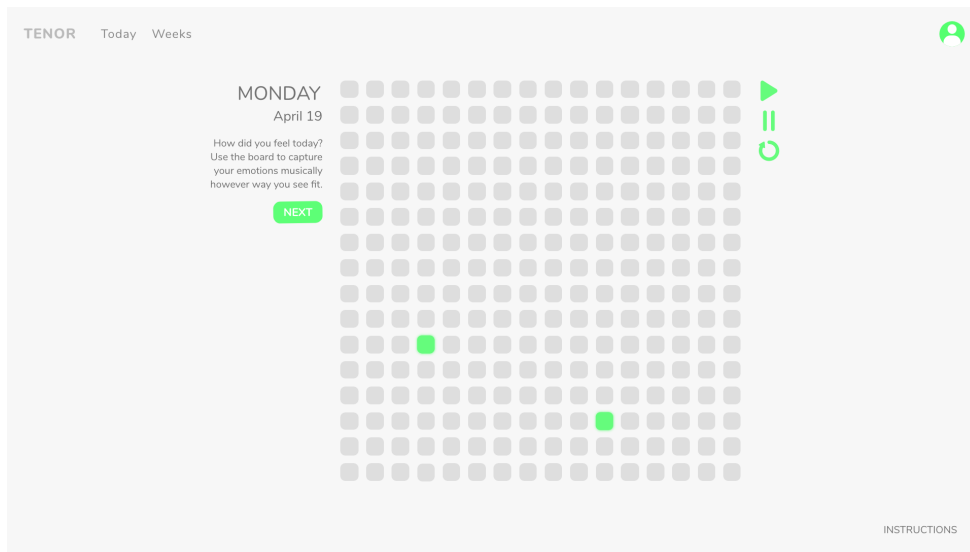 TENOR Today Weeks
MONDAY
April 19
How did you feel today?
Use the board to capture
your emotions musically
however way you see fit.
NEXT
INSTRUCTIONS